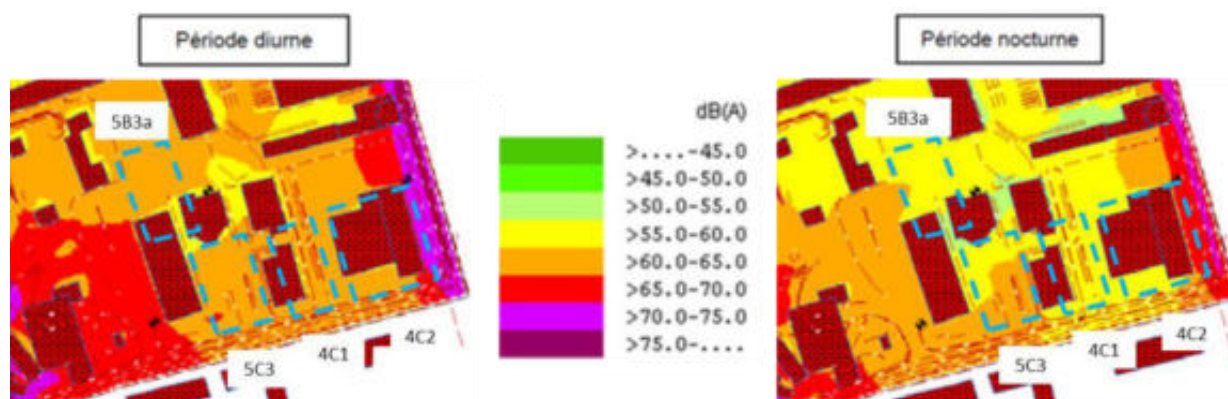 Période diurne
Période nocturne
5B3a
5C3
4C1
4C2
dB(A)
>....-45.0
>45.0-50.0
>50.0-55.0
>55.0-60.0
>60.0-65.0
>65.0-70.0
>70.0-75.0
>75.0-....
5B3a
5C3
4C1
4C2